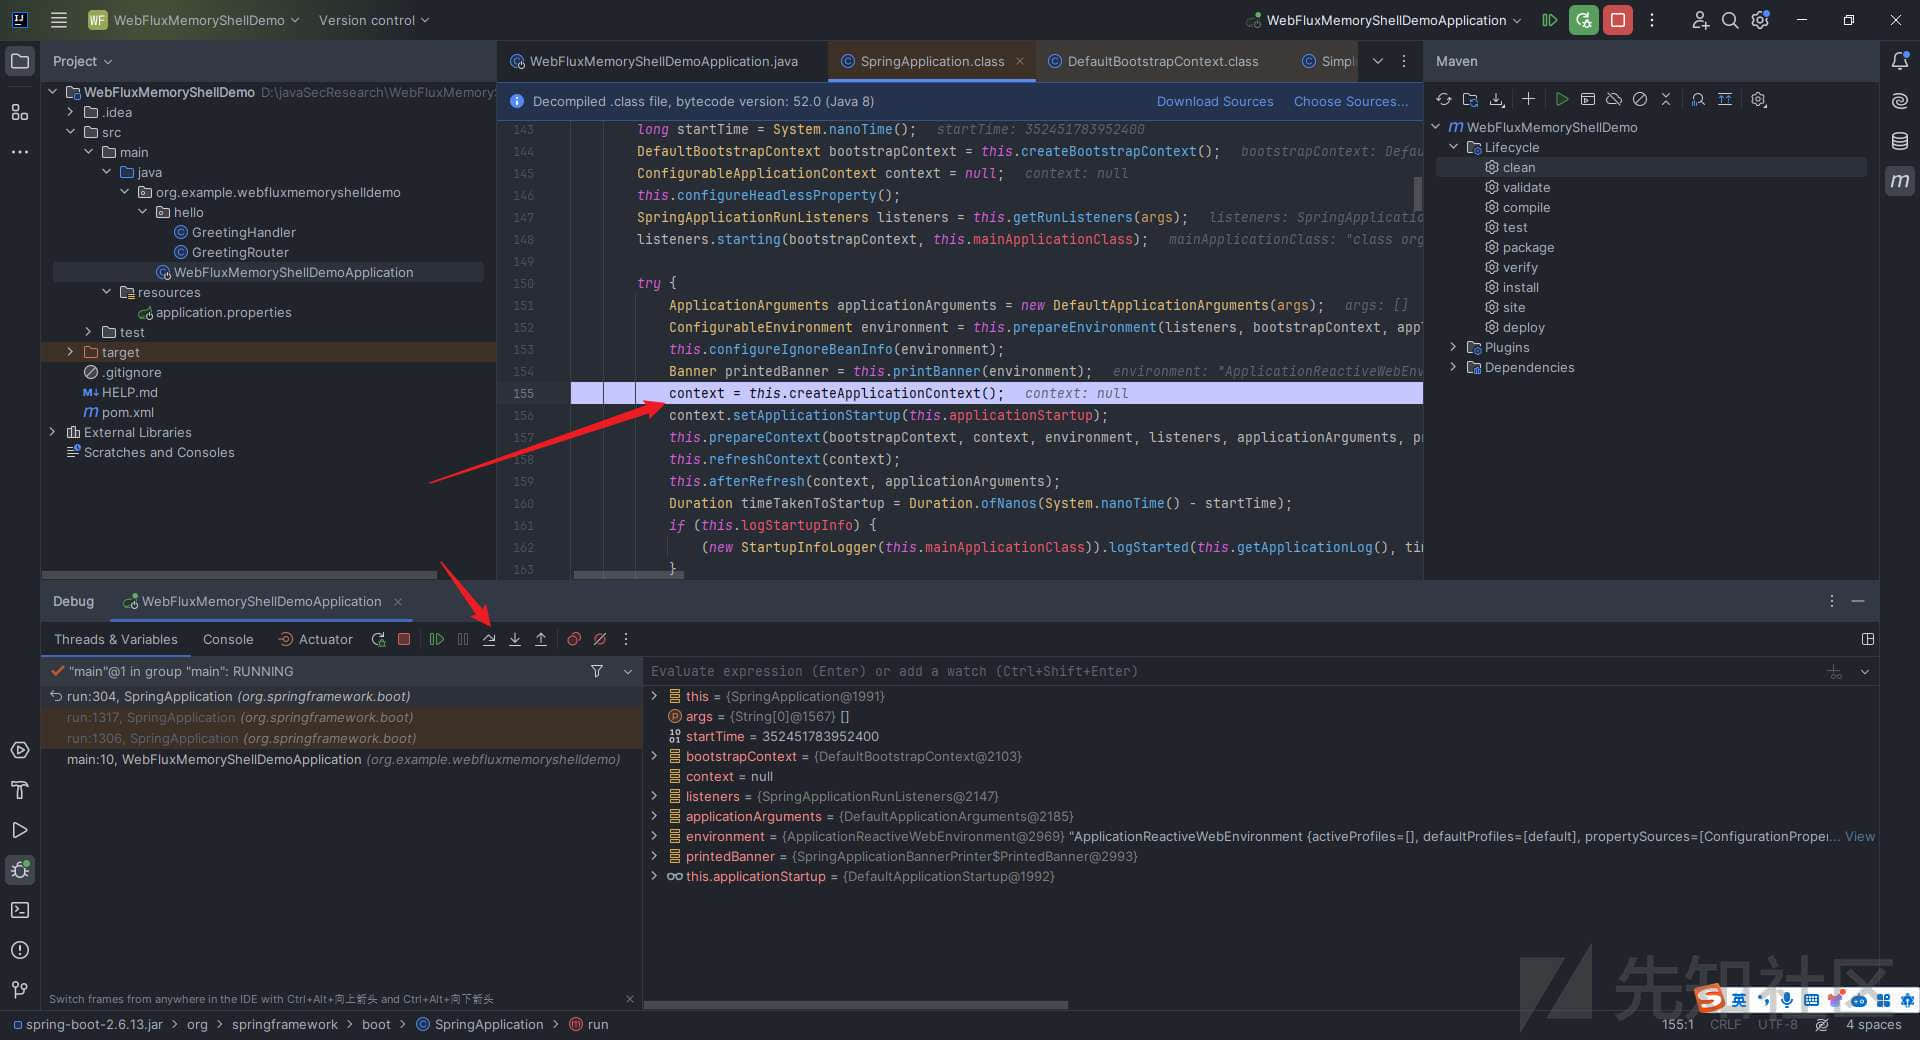 WF WebFluxMemoryShellDemo Version control WebFluxMemoryShellDemoApplication
Project
WebFluxMemoryShellDemo D:\javaSecResearch\WebFluxMemory
.idea
src
main
java
org.example.webfluxmemoryshelldemo
hello
GreetingHandler
GreetingRouter
WebFluxMemoryShellDemoApplication
resources
application.properties
test
target
.gitignore
M↓ HELP.md
m pom.xml
External Libraries
Scratches and Consoles
WebFluxMemoryShellDemoApplication.java SpringApplication.class DefaultBootstrapContext.class Simpl
Decompiled .class file, bytecode version: 52.0 (Java 8) Download Sources Choose Sources...
143 long startTime = System.nanoTime(); startTime: 352451783952400
144 DefaultBootstrapContext bootstrapContext = this.createBootstrapContext(); bootstrapContext: Defau
145 ConfigurableApplicationContext context = null; context: null
146 this.configureHeadlessProperty();
147 SpringApplicationRunListeners listeners = this.getRunListeners(args); listeners: SpringApplicatio
148 listeners.starting(bootstrapContext, this.mainApplicationClass); mainApplicationClass: "class org
149
150 try {
151 ApplicationArguments applicationArguments = new DefaultApplicationArguments(args); args: []
152 ConfigurableEnvironment environment = this.prepareEnvironment(listeners, bootstrapContext, app
153 this.configureIgnoreBeanInfo(environment);
154 Banner printedBanner = this.printBanner(environment); environment: "ApplicationReactiveWebEnv
155 context = this.createApplicationContext(); context: null
156 context.setApplicationStartup(this.applicationStartup);
157 this.prepareContext(bootstrapContext, context, environment, listeners, applicationArguments, p
158 this.refreshContext(context);
159 this.afterRefresh(context, applicationArguments);
160 Duration timeTakenToStartup = Duration.ofNanos(System.nanoTime() - startTime);
161 if (this.logStartupInfo) {
162 (new StartupInfoLogger(this.mainApplicationClass)).logStarted(this.getApplicationLog(), ti
163 }
Maven
m WebFluxMemoryShellDemo
Lifecycle
clean
validate
compile
test
package
verify
install
site
deploy
Plugins
Dependencies
Debug WebFluxMemoryShellDemoApplication
Threads & Variables Console Actuator
"main"@1 in group "main": RUNNING
run:304, SpringApplication (org.springframework.boot)
run:1317, SpringApplication (org.springframework.boot)
run:1306, SpringApplication (org.springframework.boot)
main:10, WebFluxMemoryShellDemoApplication (org.example.webfluxmemoryshelldemo)
Evaluate expression (Enter) or add a watch (Ctrl+Shift+Enter)
this = {SpringApplication@1991}
args = {String[0]@1567} []
startTime = 352451783952400
bootstrapContext = {DefaultBootstrapContext@2103}
context = null
listeners = {SpringApplicationRunListeners@2147}
applicationArguments = {DefaultApplicationArguments@2185}
environment = {ApplicationReactiveWebEnvironment@2969} "ApplicationReactiveWebEnvironment {activeProfiles=[], defaultProfiles=[default], propertySources=[ConfigurationProper... View
printedBanner = {SpringApplicationBannerPrinter$PrintedBanner@2993}
this.applicationStartup = {DefaultApplicationStartup@1992}
Switch frames from anywhere in the IDE with Ctrl+Alt+向上箭头 and Ctrl+Alt+向下箭头
先知社区
英
spring-boot-2.6.13.jar org springframework boot SpringApplication run
155:1 CRLF UTF-8 4 spaces